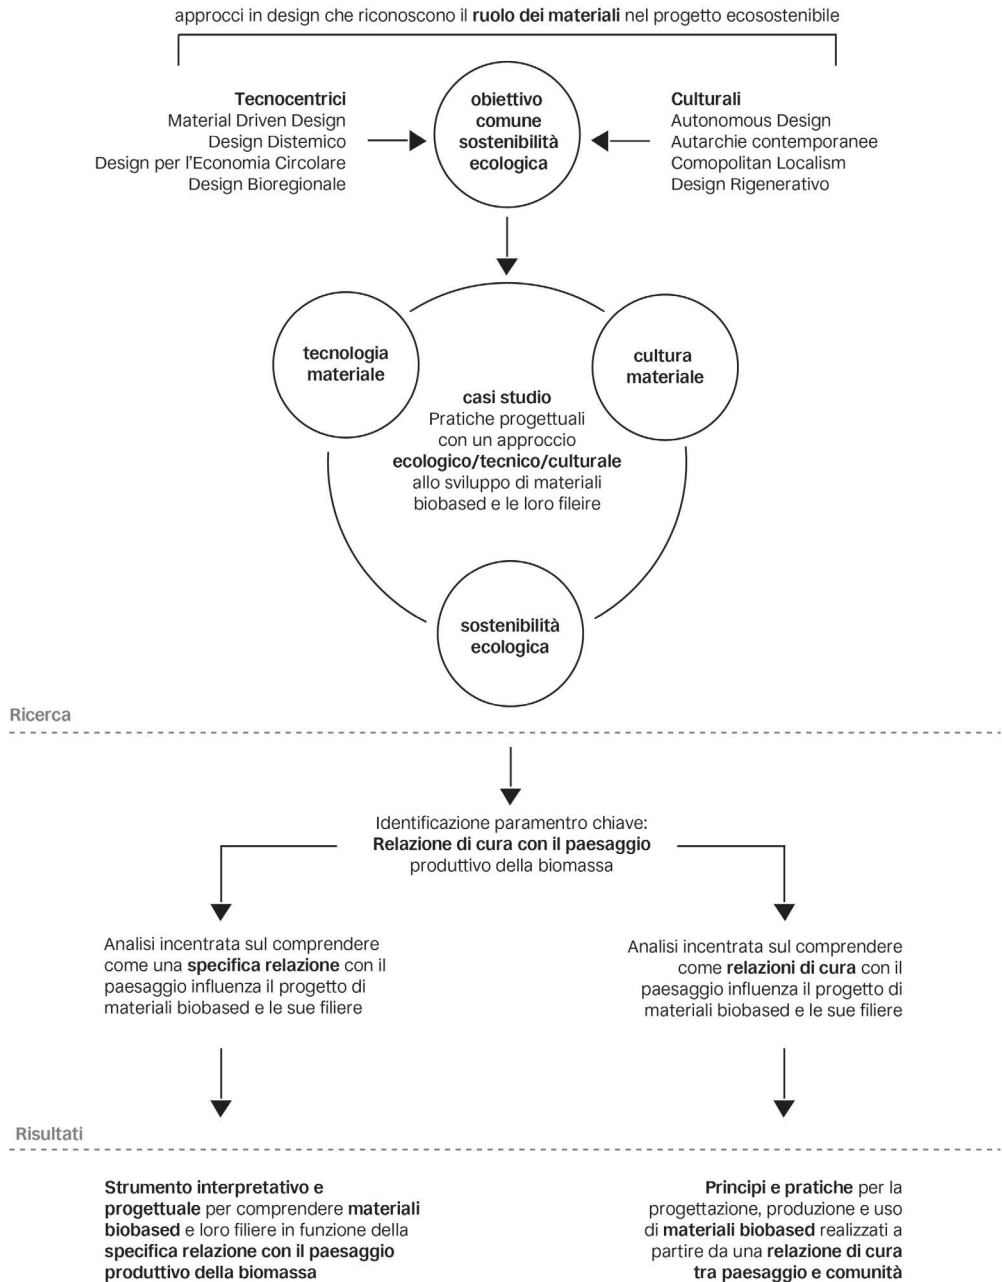 approcci in design che riconoscono il ruolo dei materiali nel progetto ecosostenibile
Tecnocentrici
Material Driven Design
Design Distemico
Design per l'Economia Circolare
Design Bioregionale
obiettivo
comune
sostenibilità
ecologica
Culturali
Autonomous Design
Autarchie contemporanee
Comopolitan Localism
Design Rigenerativo
tecnologia
materiale
cultura
materiale
casi studio
Pratiche progettuali
con un approccio
ecologico/tecnico/culturale
allo sviluppo di materiali
biobased e le loro fileire
sostenibilità
ecologica
Ricerca
Identificazione paramentro chiave:
Relazione di cura con il paesaggio
produttivo della biomassa
Analisi incentrata sul comprendere
come una specifica relazione con il
paesaggio influenza il progetto di
materiali biobased e le sue filiere
Analisi incentrata sul comprendere
come relazioni di cura con il
paesaggio influenza il progetto di
materiali biobased e le sue filiere
Risultati
Strumento interpretativo e
progettuale per comprendere materiali
biobased e loro filiere in funzione della
specifica relazione con il paesaggio
produttivo della biomassa
Principi e pratiche per la
progettazione, produzione e uso
di materiali biobased realizzati a
partire da una relazione di cura
tra paesaggio e comunità